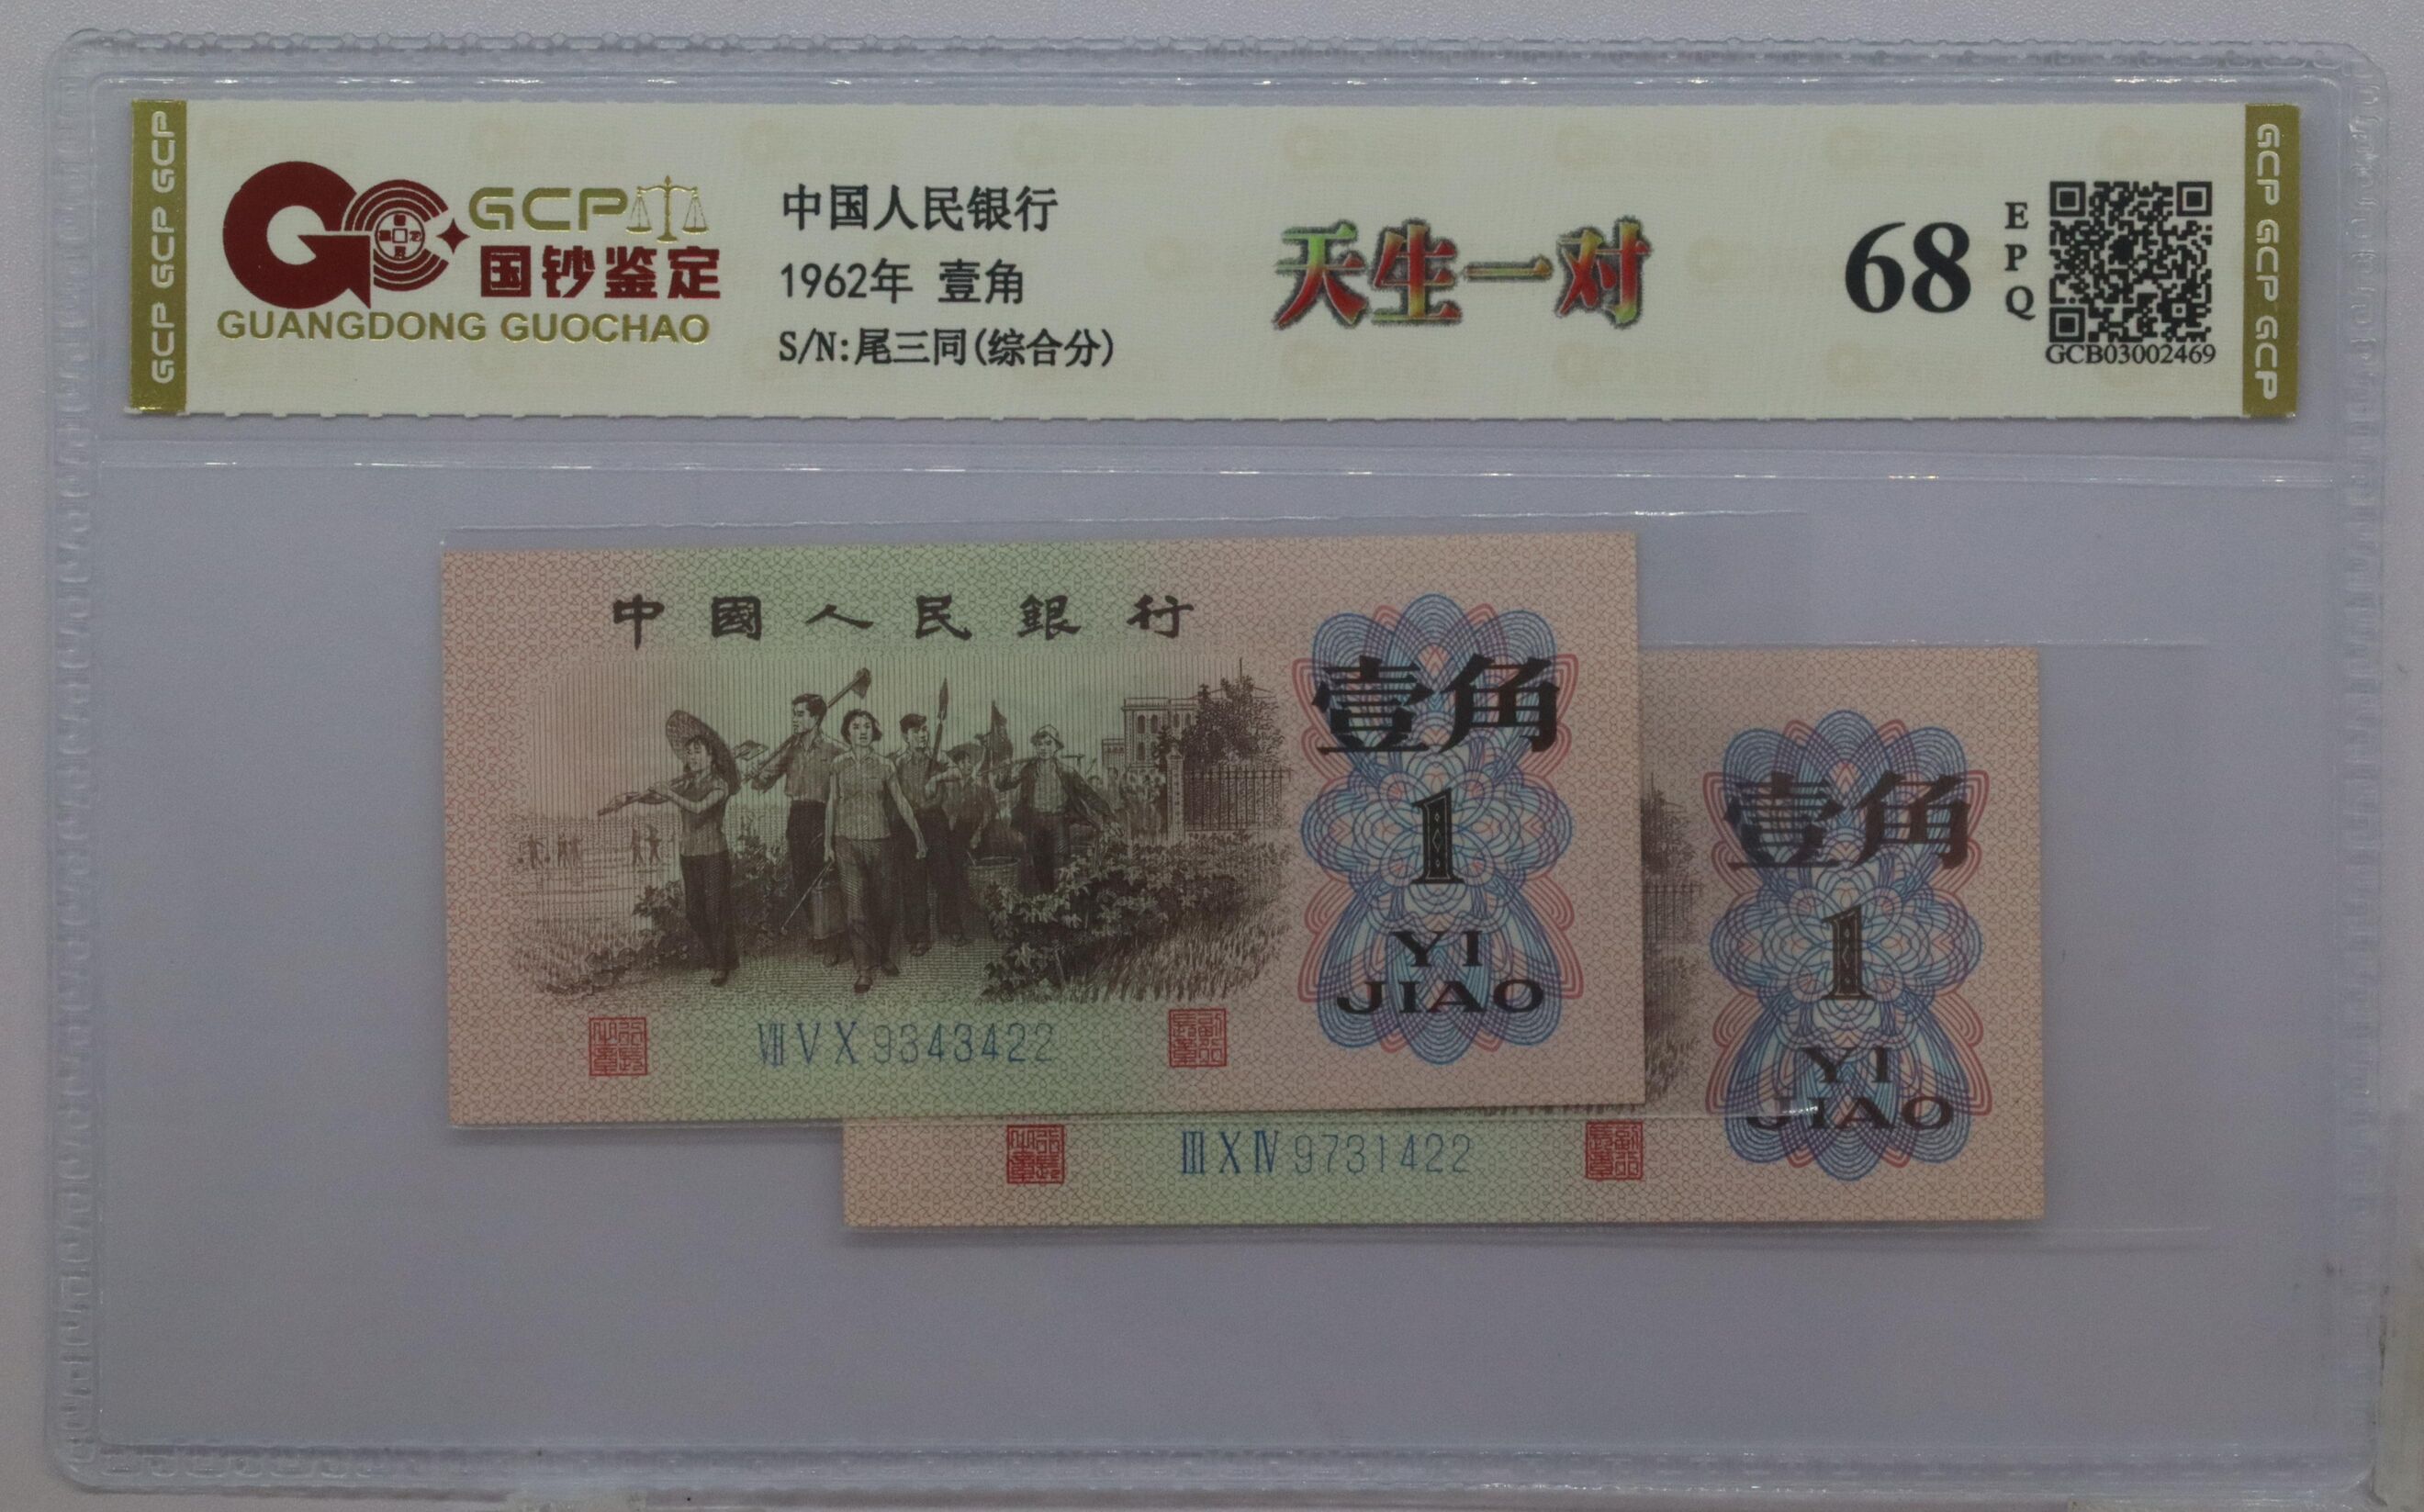 GCP GCP GCP
GCP
国钞鉴定
GUANGDONG GUOCHAO
中国人民银行
1962年 壹角
S/N:尾三同(综合分)
天生一对
68
EPQ
GCB03002469
GCP GCP GCP
中國人民銀行
壹角
1
YI
JIAO
ⅧⅤⅩ9343422
壹角
1
YI
JIAO
ⅢⅩⅣ9731422